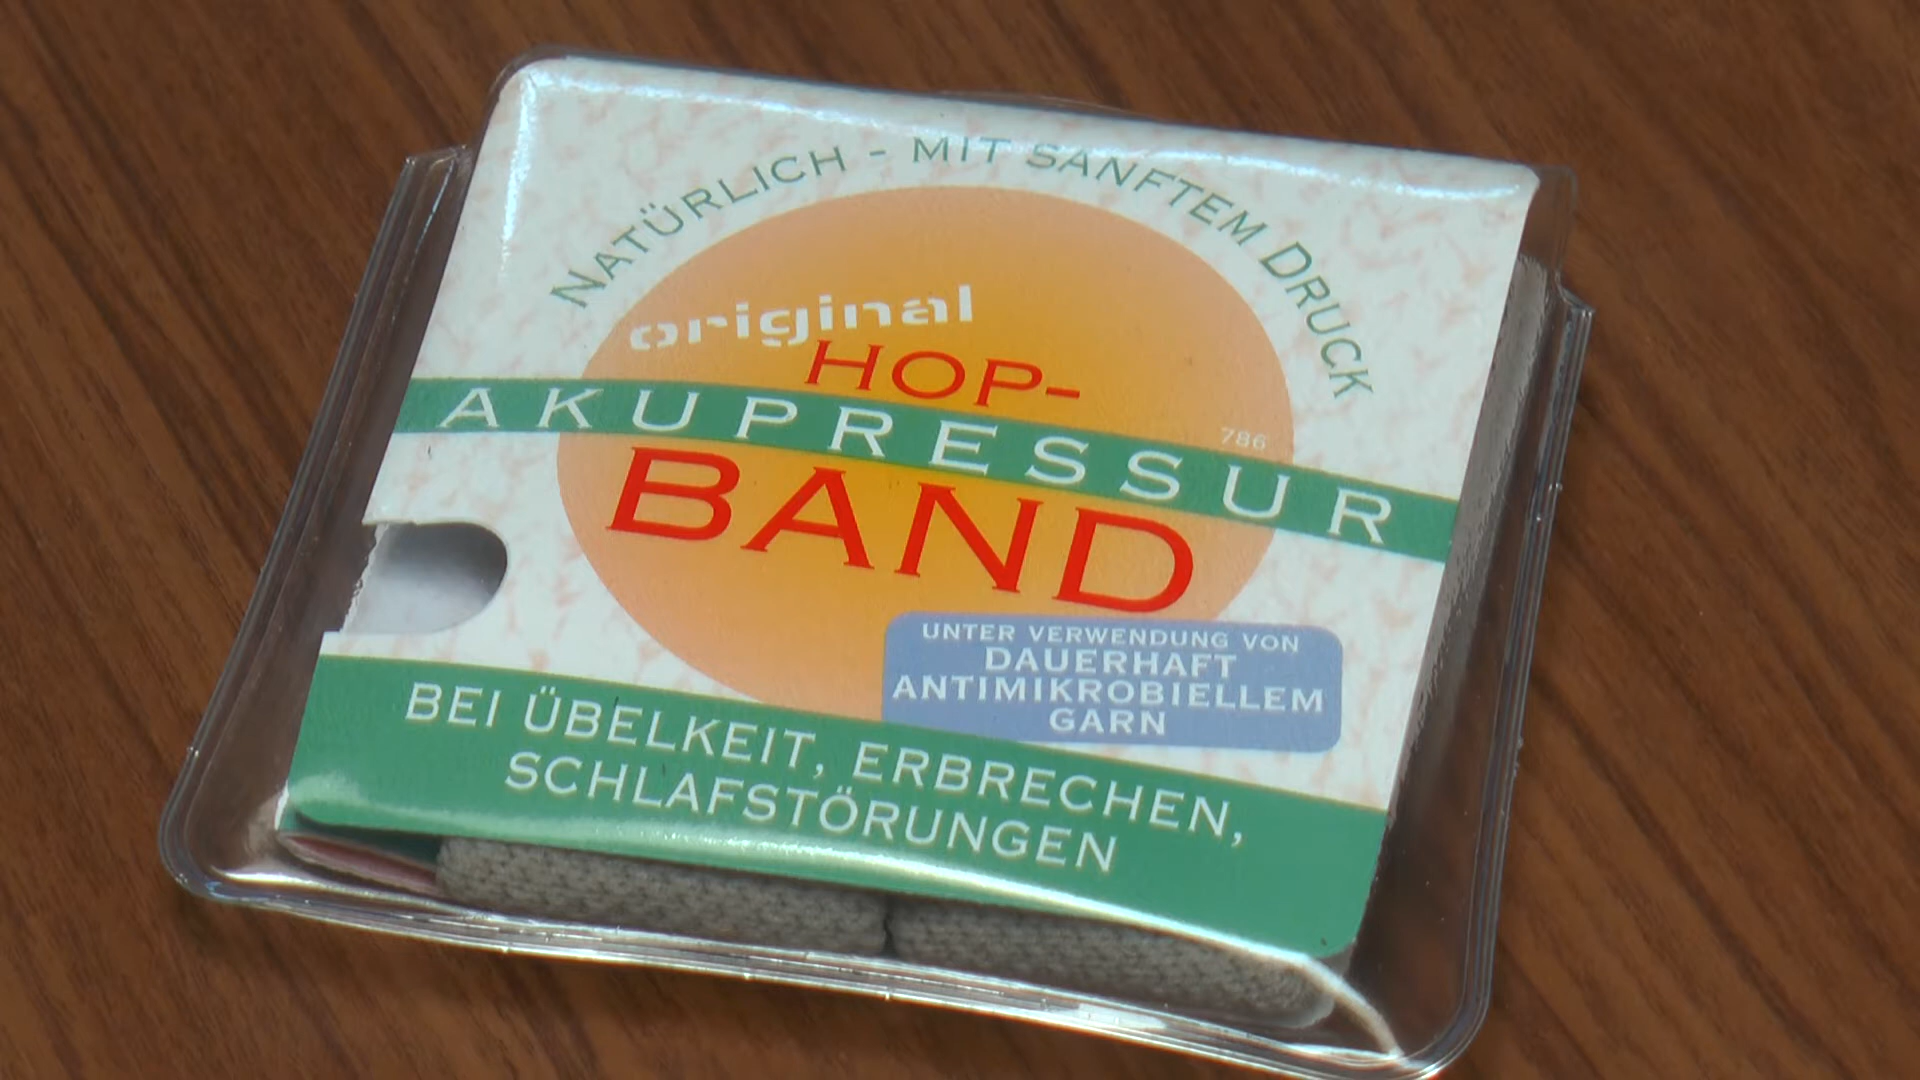 NATÜRLICH - MIT SANFTEM DRUCK
original
HOP-
AKUPRESSUR
786
BAND
UNTER VERWENDUNG VON
DAUERHAFT
ANTIMIKROBIELLEM
GARN
BEI ÜBELKEIT, ERBRECHEN,
SCHLAFSTÖRUNGEN